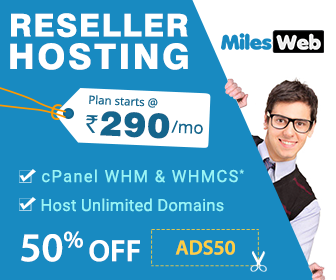 RESELLER
HOSTING
MilesWeb
Plan starts @
₹290/mo
cPanel WHM & WHMCS*
Host Unlimited Domains
50% OFF
ADS50